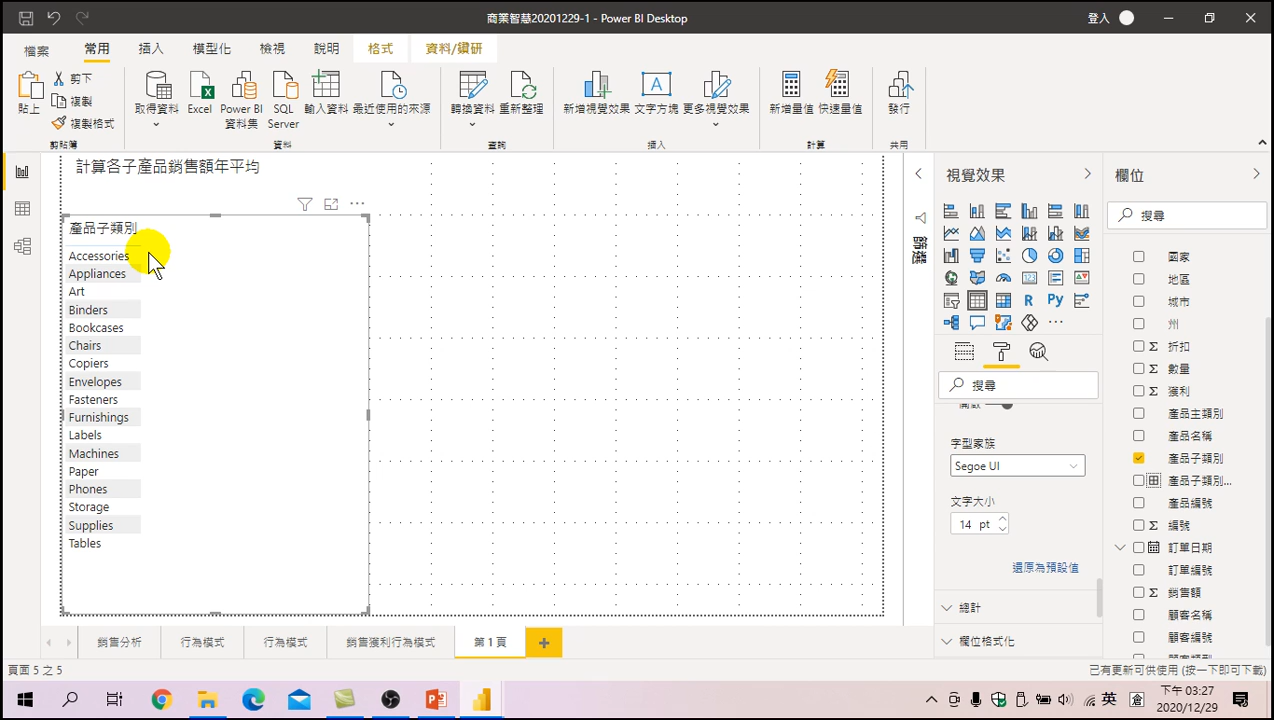 商業智慧20201229-1 - Power BI Desktop
登入
檔案 常用 插入 模型化 檢視 說明 格式 資料/鑽研
貼上
剪下
複製
複製格式
剪貼簿
取得資料
Excel
Power BI
資料集
SQL
Server
輸入資料
最近使用的來源
資料
轉換資料
重新整理
查詢
新增視覺效果
文字方塊
更多視覺效果
插入
新增量值
快速量值
計算
發行
共用
計算各子產品銷售額年平均
產品子類別
Accessories
Appliances
Art
Binders
Bookcases
Chairs
Copiers
Envelopes
Fasteners
Furnishings
Labels
Machines
Paper
Phones
Storage
Supplies
Tables
篩選
視覺效果
R
Py
123
搜尋
字型家族
Segoe UI
文字大小
14 pt
還原為預設值
總計
欄位格式化
欄位
搜尋
國家
地區
城市
州
Σ 折扣
Σ 數量
Σ 獲利
產品主類別
產品名稱
產品子類別
產品子類別...
產品編號
Σ 編號
訂單日期
訂單編號
Σ 銷售額
顧客名稱
顧客編號
銷售分析 行為模式 行為模式 銷售獲利行為模式 第 1 頁
頁面 5 之 5
已有更新可供使用 (按一下即可下載)
英
倉
下午 03:27
2020/12/29